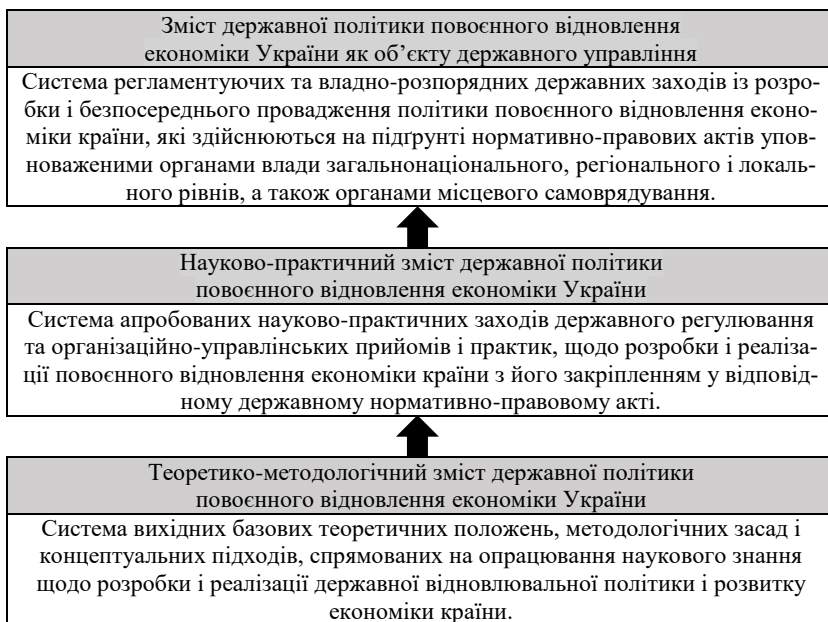 Зміст державної політики повоєнного відновлення
економіки України як об’єкту державного управління
Система регламентуючих та владно-розпорядних державних заходів із розро-
бки і безпосереднього провадження політики повоєнного відновлення еконо-
міки країни, які здійснюються на підґрунті нормативно-правових актів упов-
новаженими органами влади загальнонаціонального, регіонального і локаль-
ного рівнів, а також органами місцевого самоврядування.
Науково-практичний зміст державної політики
повоєнного відновлення економіки України
Система апробованих науково-практичних заходів державного регулювання
та організаційно-управлінських прийомів і практик, щодо розробки і реаліза-
ції повоєнного відновлення економіки країни з його закріпленням у відповід-
ному державному нормативно-правовому акті.
Теоретико-методологічний зміст державної політики
повоєнного відновлення економіки України
Система вихідних базових теоретичних положень, методологічних засад і
концептуальних підходів, спрямованих на опрацювання наукового знання
щодо розробки і реалізації державної відновлювальної політики і розвитку
економіки країни.